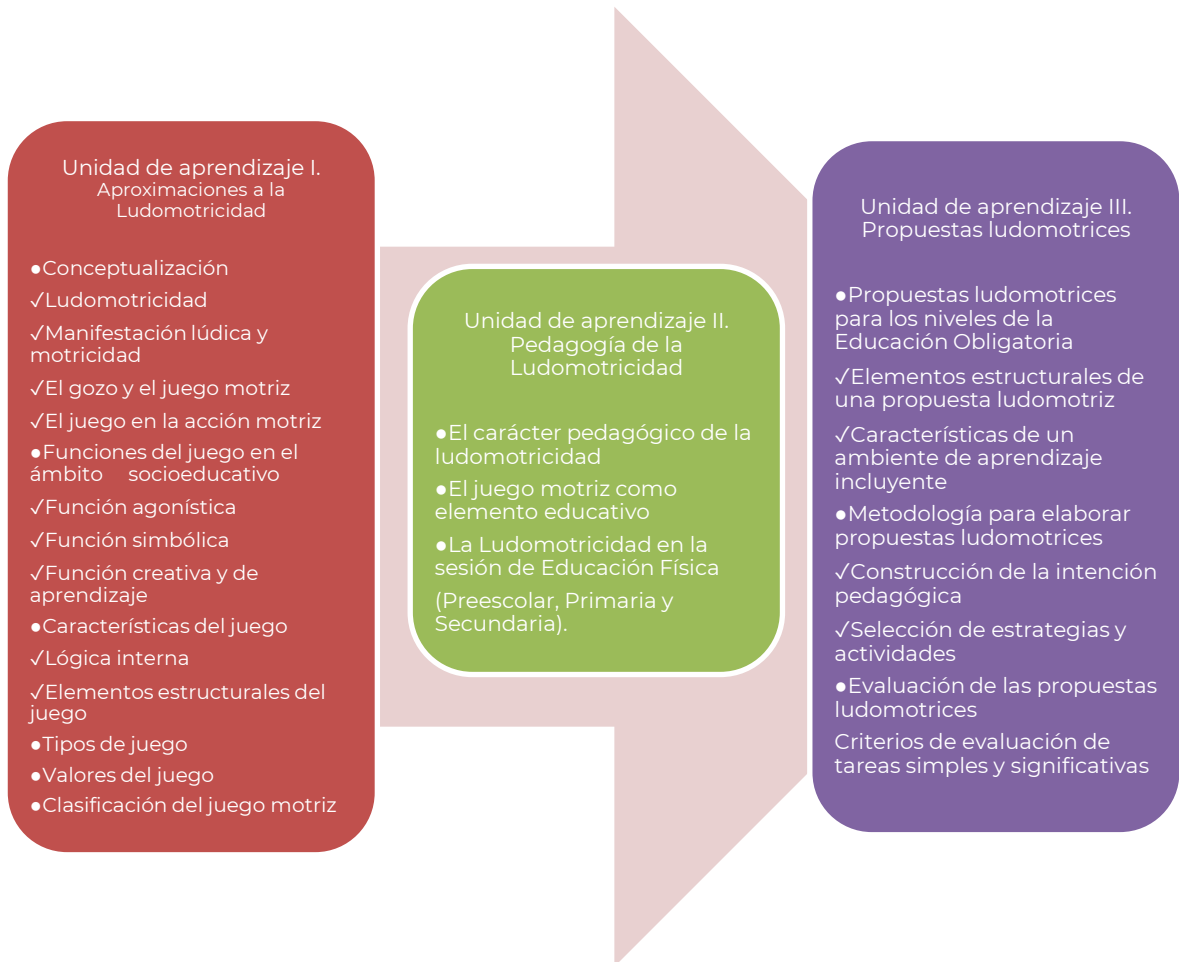 Unidad de aprendizaje I.
Aproximaciones a la
Ludomotricidad
●Conceptualización
✓Ludomotricidad
✓Manifestación lúdica y
motricidad
✓El gozo y el juego motriz
✓El juego en la acción motriz
●Funciones del juego en el
ámbito socioeducativo
✓Función agonística
✓Función simbólica
✓Función creativa y de
aprendizaje
●Características del juego
✓Lógica interna
✓Elementos estructurales del
juego
●Tipos de juego
●Valores del juego
●Clasificación del juego motriz
Unidad de aprendizaje II.
Pedagogía de la
Ludomotricidad
●El carácter pedagógico de la
ludomotricidad
●El juego motriz como
elemento educativo
●La Ludomotricidad en la
sesión de Educación Física
(Preescolar, Primaria y
Secundaria).
Unidad de aprendizaje III.
Propuestas ludomotrices
●Propuestas ludomotrices
para los niveles de la
Educación Obligatoria
✓Elementos estructurales de
una propuesta ludomotriz
✓Características de un
ambiente de aprendizaje
incluyente
●Metodología para elaborar
propuestas ludomotrices
✓Construcción de la intención
pedagógica
✓Selección de estrategias y
actividades
●Evaluación de las propuestas
ludomotrices
Criterios de evaluación de
tareas simples y significativas